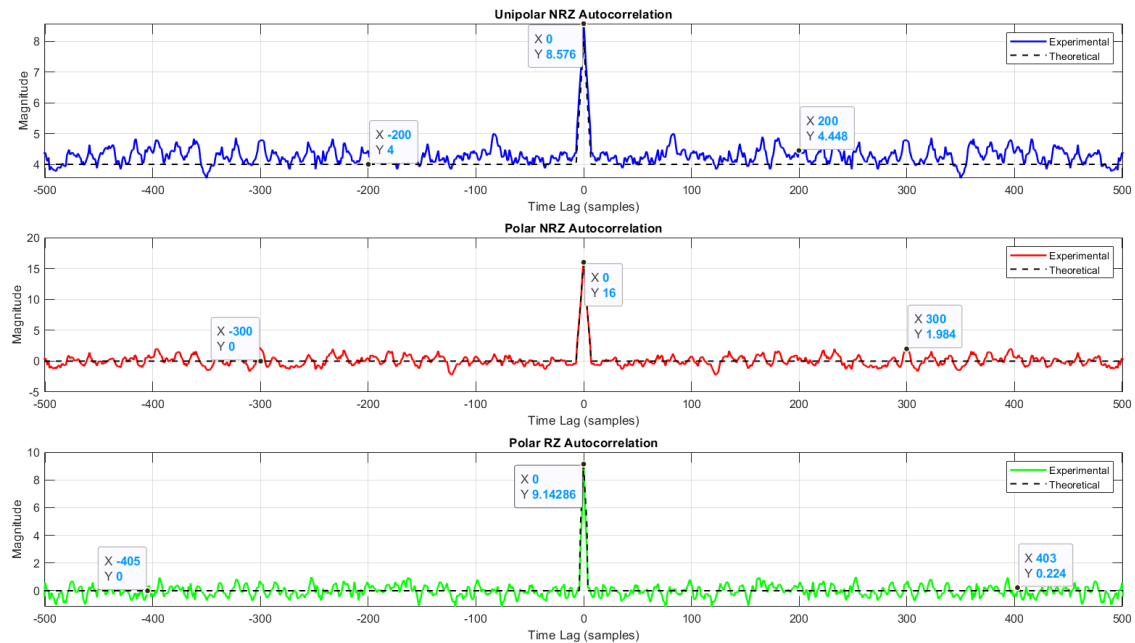 Unipolar NRZ Autocorrelation
Magnitude
8
7
6
5
4
X 0
Y 8.576
X -200
Y 4
X 200
Y 4.448
Experimental
Theoretical
-500 -400 -300 -200 -100 0 100 200 300 400 500
Time Lag (samples)
Polar NRZ Autocorrelation
Magnitude
20
15
10
5
0
-5
X 0
Y 16
X -300
Y 0
X 300
Y 1.984
Experimental
Theoretical
-500 -400 -300 -200 -100 0 100 200 300 400 500
Time Lag (samples)
Polar RZ Autocorrelation
Magnitude
10
8
6
4
2
0
X 0
Y 9.14286
X -405
Y 0
X 403
Y 0.224
Experimental
Theoretical
-500 -400 -300 -200 -100 0 100 200 300 400 500
Time Lag (samples)